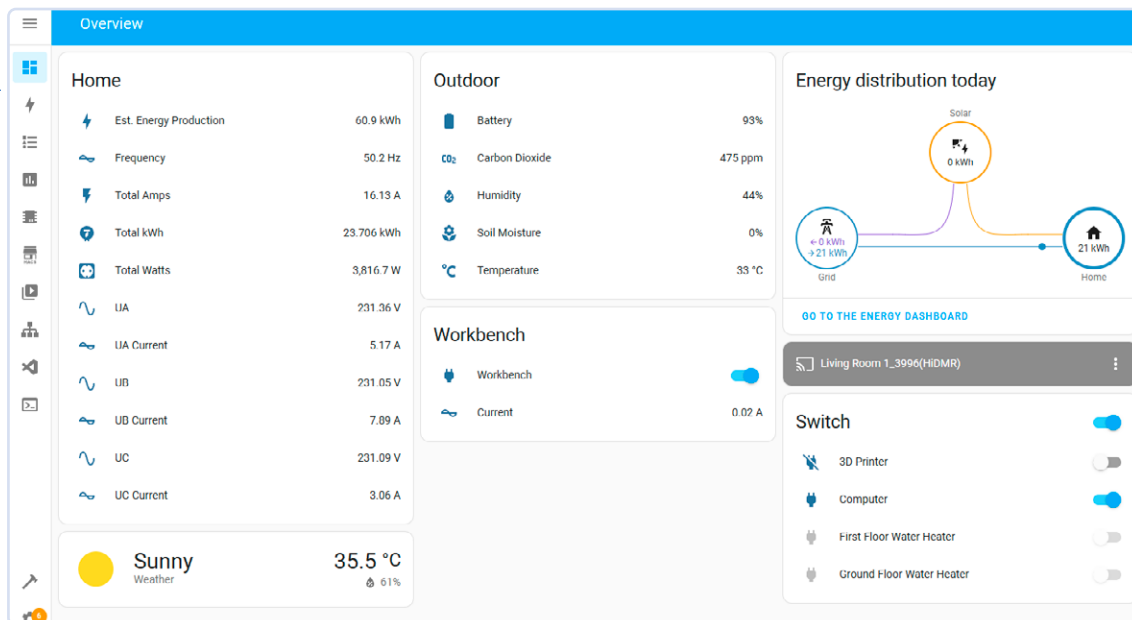 Overview
Home
Est. Energy Production 60.9 kWh
Frequency 50.2 Hz
Total Amps 16.13 A
Total kWh 23.706 kWh
Total Watts 3,816.7 W
UA 231.36 V
UA Current 5.17 A
UB 231.05 V
UB Current 7.89 A
UC 231.09 V
UC Current 3.06 A
Sunny 35.5 °C
Weather 61%
Outdoor
Battery 93%
CO₂ Carbon Dioxide 475 ppm
Humidity 44%
Soil Moisture 0%
°C Temperature 33 °C
Workbench
Workbench
Current 0.02 A
Energy distribution today
Solar
0 kWh
←0 kWh
→21 kWh
Grid
21 kWh
Home
GO TO THE ENERGY DASHBOARD
Living Room 1_3996(HiDMR)
Switch
3D Printer
Computer
First Floor Water Heater
Ground Floor Water Heater